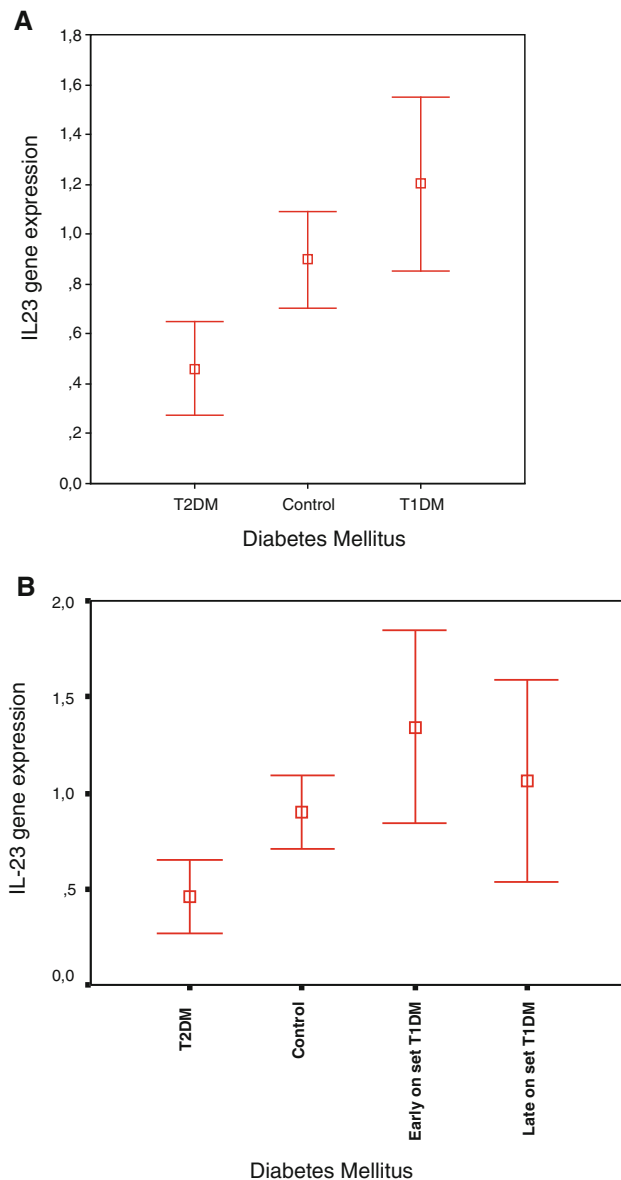 A
1,8
1,6
1,4
1,2
1,0
,8
,6
,4
,2
0,0
IL23 gene expression
T2DM Control T1DM
Diabetes Mellitus
B
2,0
1,5
1,0
,5
0,0
IL-23 gene expression
T2DM
Control
Early on set T1DM
Late on set T1DM
Diabetes Mellitus